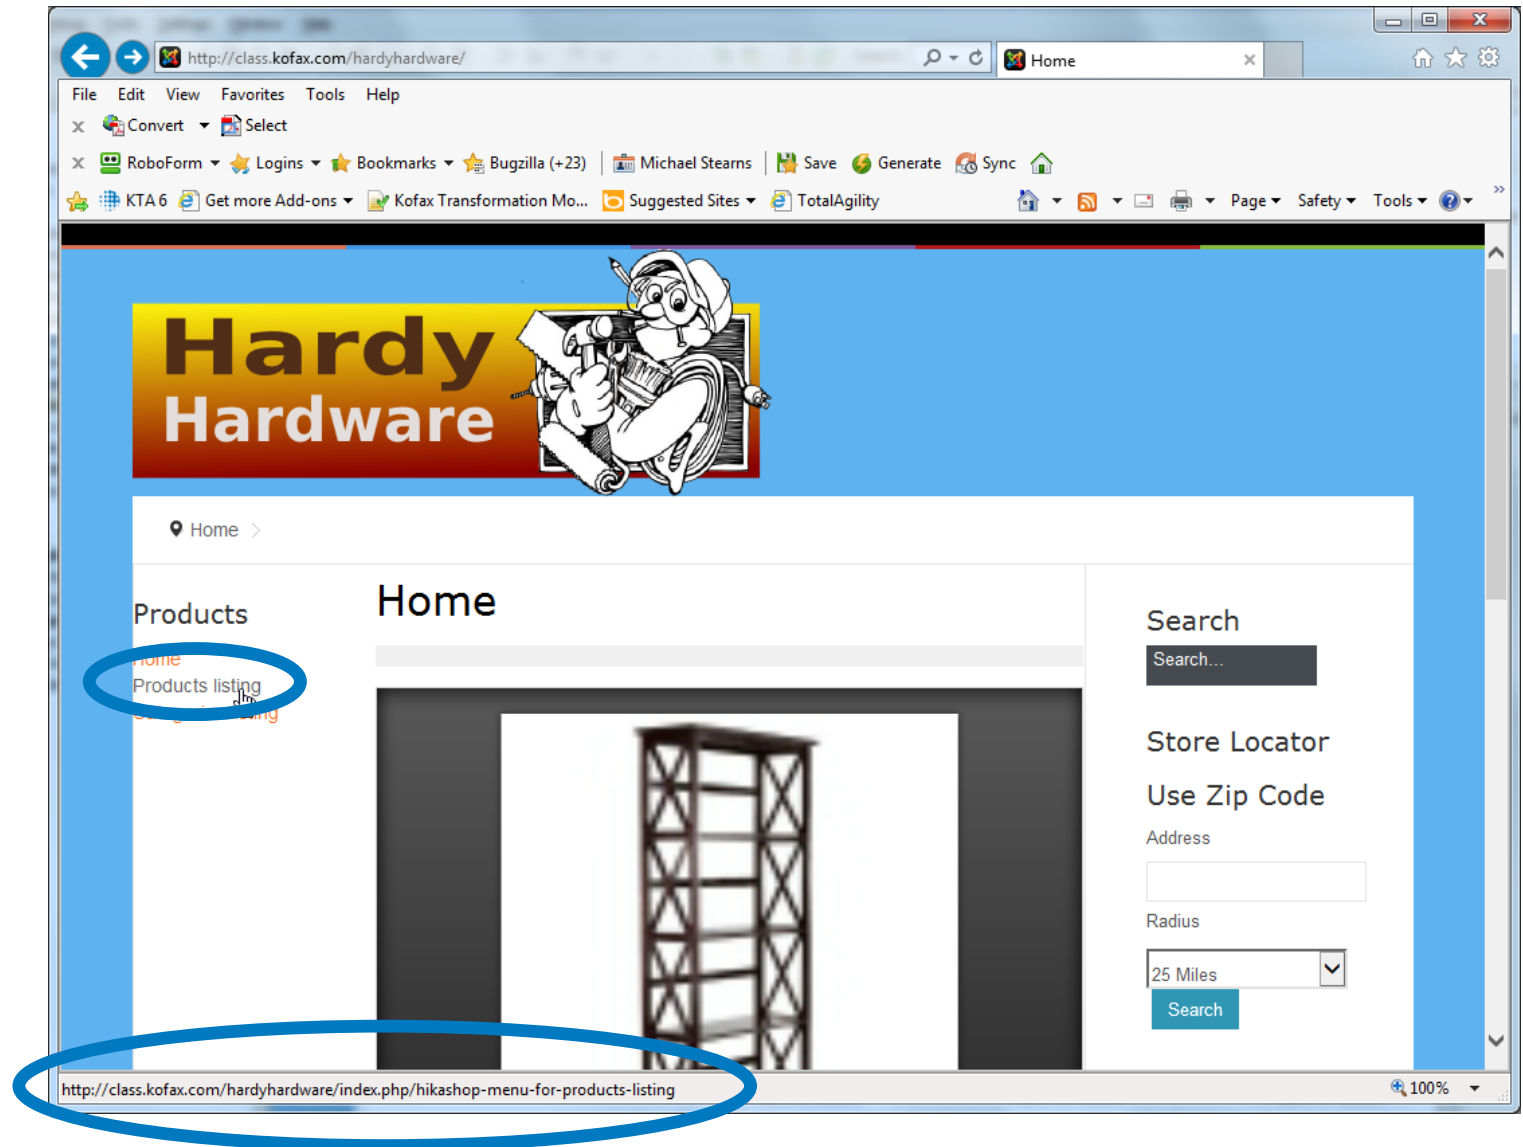 http://class.kofax.com/hardyhardware/
Home
File Edit View Favorites Tools Help
x Convert Select
x RoboForm Logins Bookmarks Bugzilla (+23) Michael Stearns Save Generate Sync
KTA 6 Get more Add-ons Kofax Transformation Mo... Suggested Sites TotalAgility Page Safety Tools
Hardy
Hardware
Home
Products
Home
Products listing
listing
Home
Search
Search...
Store Locator
Use Zip Code
Address
Radius
25 Miles
Search
http://class.kofax.com/hardyhardware/index.php/hikashop-menu-for-products-listing
100%